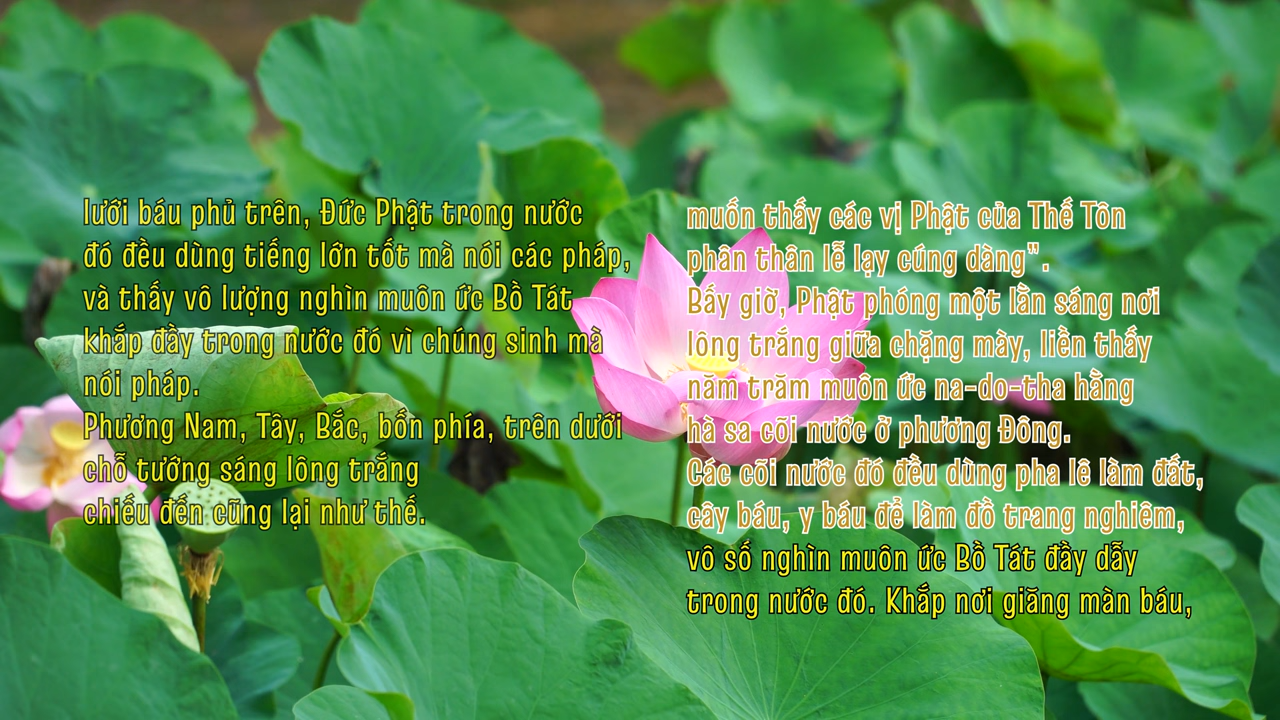 lưới báu phủ trên, Đức Phật trong nước
đó đều dùng tiếng lớn tốt mà nói các pháp,
và thấy vô lượng nghìn muôn ức Bồ Tát
khắp đầy trong nước đó vì chúng sinh mà
nói pháp.
Phương Nam, Tây, Bắc, bốn phía, trên dưới
chỗ tướng sáng lông trắng
chiếu đến cũng lại như thế.
muốn thấy các vị Phật của Thế Tôn
phân thân lễ lạy cúng dàng".
Bấy giờ, Phật phóng một lằn sáng nơi
lông trắng giữa chặng mày, liền thấy
năm trăm muôn ức na-do-tha hằng
hà sa cõi nước ở phương Đông.
Các cõi nước đó đều dùng pha lê làm đất,
cây báu, y báu để làm đồ trang nghiêm,
vô số nghìn muôn ức Bồ Tát đầy dẫy
trong nước đó. Khắp nơi giăng màn báu,